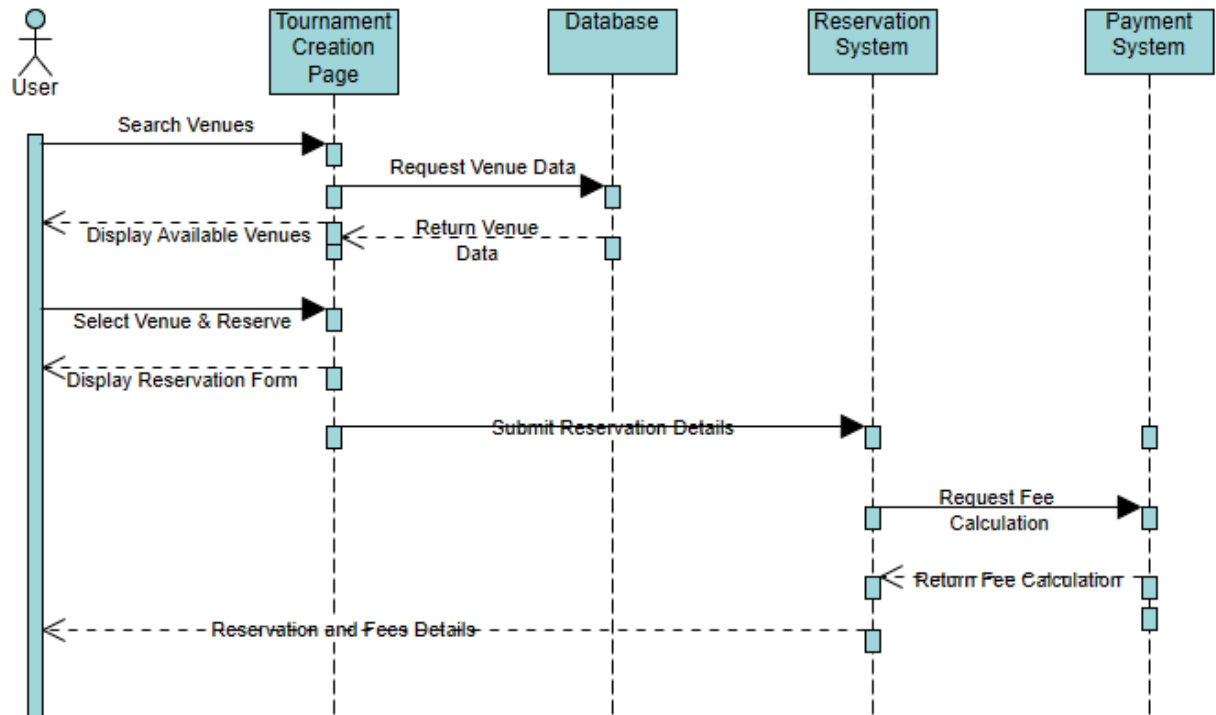 User
Tournament
Creation
Page
Database
Reservation
System
Payment
System
Search Venues
Request Venue Data
Display Available Venues
Return Venue
Data
Select Venue & Reserve
Display Reservation Form
Submit Reservation Details
Request Fee
Calculation
Return Fee Calculation
Reservation and Fees Details